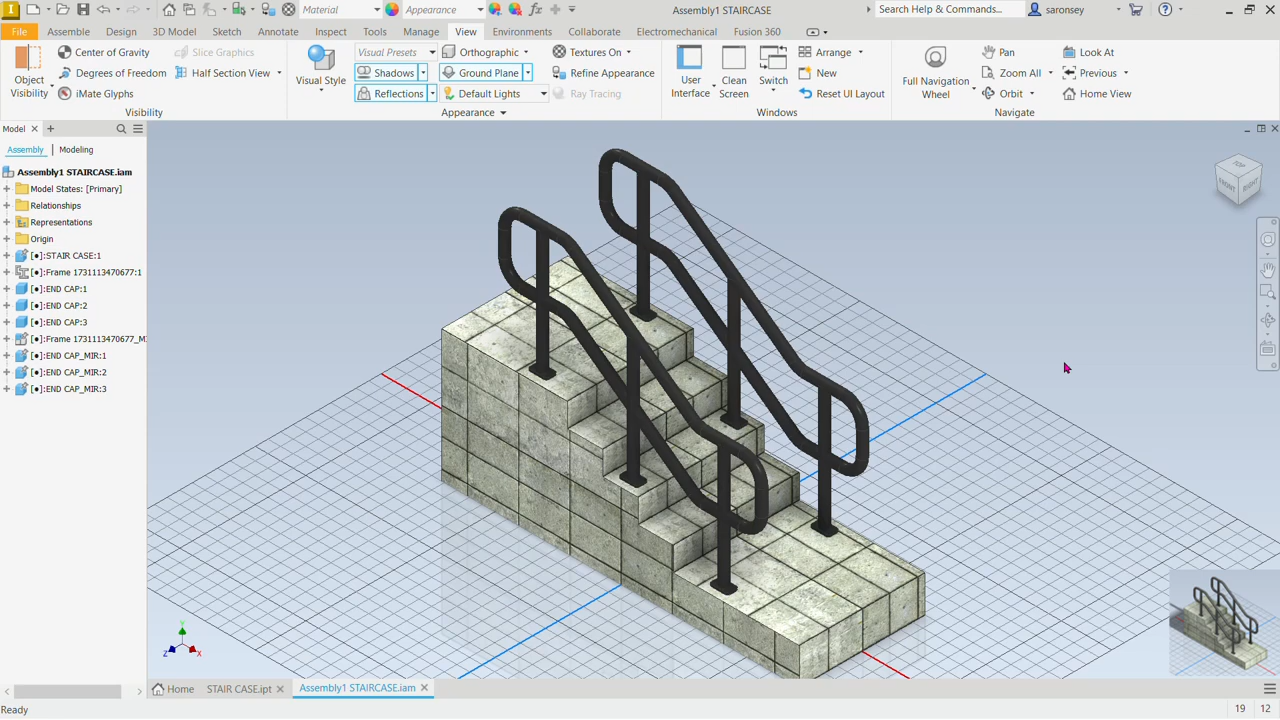 Material
Appearance
Assembly1 STAIRCASE
Search Help & Commands...
saronsey
File
Assemble
Design
3D Model
Sketch
Annotate
Inspect
Tools
Manage
View
Environments
Collaborate
Electromechanical
Fusion 360
Object
Visibility
Center of Gravity
Degrees of Freedom
iMate Glyphs
Slice Graphics
Half Section View
Visibility
Visual Style
Visual Presets
Shadows
Reflections
Orthographic
Ground Plane
Default Lights
Textures On
Refine Appearance
Ray Tracing
Appearance
User
Interface
Clean
Screen
Switch
Arrange
New
Reset UI Layout
Windows
Full Navigation
Wheel
Pan
Zoom All
Orbit
Look At
Previous
Home View
Navigate
Model
Assembly
Modeling
Assembly1 STAIRCASE.iam
Model States: [Primary]
Relationships
Representations
Origin
[●]:STAIR CASE:1
[●]:Frame 1731113470677:1
[●]:END CAP:1
[●]:END CAP:2
[●]:END CAP:3
[●]:Frame 1731113470677_M
[●]:END CAP_MIR:1
[●]:END CAP_MIR:2
[●]:END CAP_MIR:3
TOP
FRONT
RIGHT
Y
Z
X
Home
STAIR CASE.ipt
Assembly1 STAIRCASE.iam
Ready
19
12